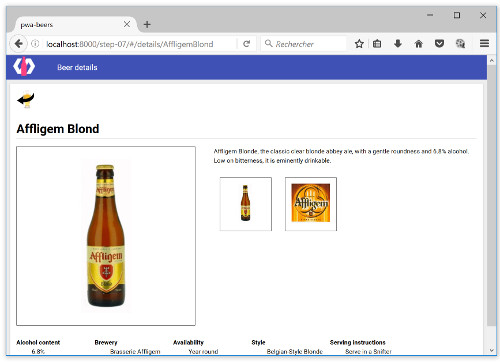 pwa-beers
localhost:8000/step-07/#/details/AffligemBlond
Rechercher
Beer details
Affligem Blond
Affligem Blonde, the classic clear blonde abbey ale, with a gentle roundness and 6.8% alcohol.
Low on bitterness, it is eminently drinkable.
Affligem
Affligem
Alcohol content Brewery Availability Style Serving instructions
6.8% Brasserie Affligem Year round Belgian-Style Blonde Serve in a Snifter